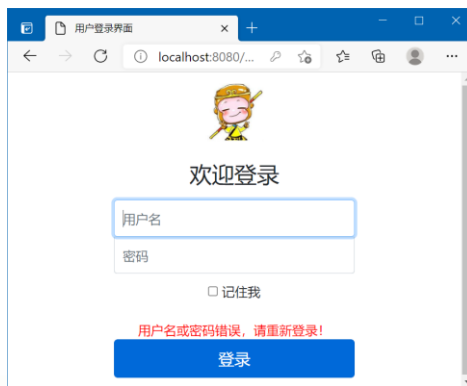 用户登录界面
localhost:8080/...
欢迎登录
用户名
密码
记住我
用户名或密码错误，请重新登录！
登录